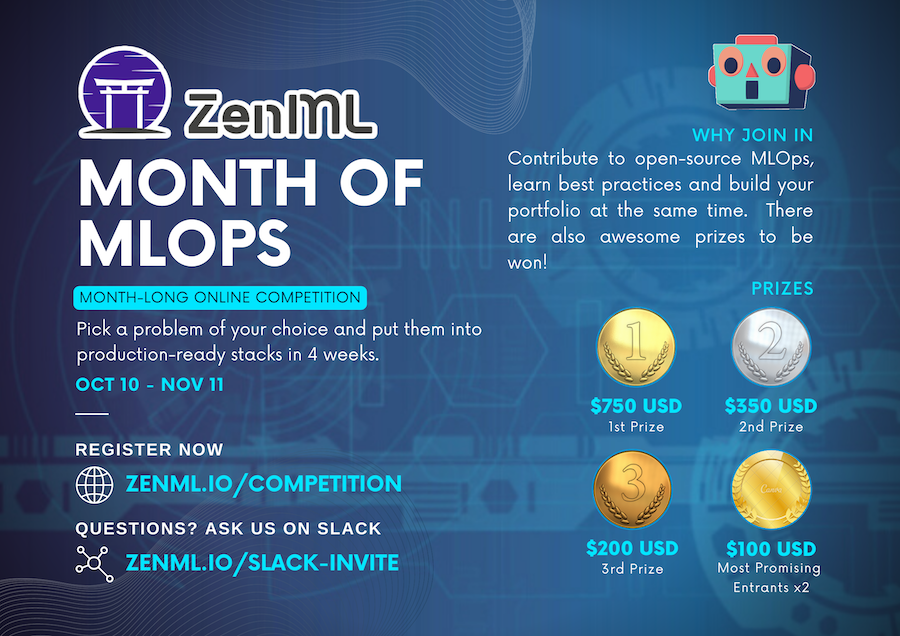 ZenML
MONTH OF
MLOPS
MONTH-LONG ONLINE COMPETITION
Pick a problem of your choice and put them into
production-ready stacks in 4 weeks.
OCT 10 - NOV 11
REGISTER NOW
ZENML.IO/COMPETITION
QUESTIONS? ASK US ON SLACK
ZENML.IO/SLACK-INVITE
WHY JOIN IN
Contribute to open-source MLOps,
learn best practices and build your
portfolio at the same time. There
are also awesome prizes to be
won!
PRIZES
1
2
$750 USD
$350 USD
1st Prize
2nd Prize
3
Canva
$200 USD
$100 USD
3rd Prize
Most Promising
Entrants x2